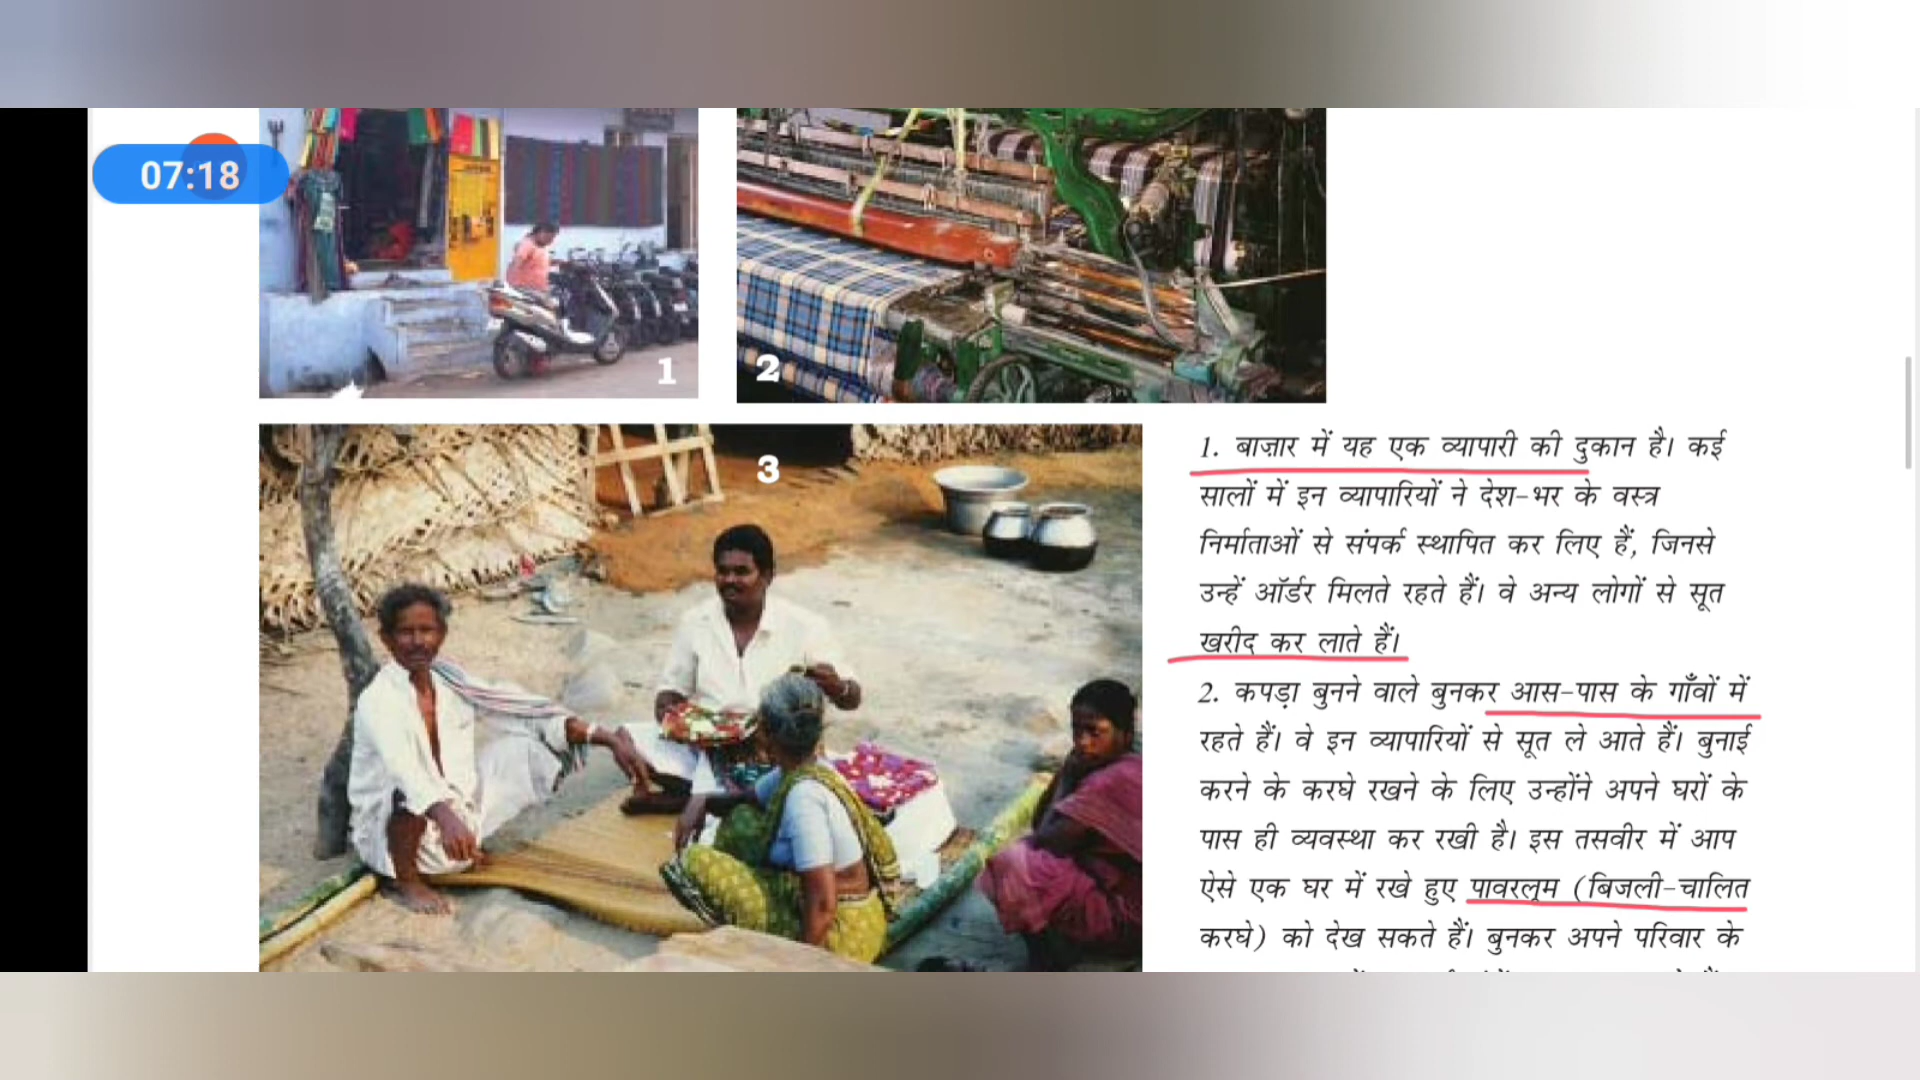 07:18
1
2
3
1. बाज़ार में यह एक व्यापारी की दुकान है। कई
सालों में इन व्यापारियों ने देश-भर के वस्त्र
निर्माताओं से संपर्क स्थापित कर लिए हैं, जिनसे
उन्हें ऑर्डर मिलते रहते हैं। वे अन्य लोगों से सूत
खरीद कर लाते हैं।
2. कपड़ा बुनने वाले बुनकर आस-पास के गाँवों में
रहते हैं। वे इन व्यापारियों से सूत ले आते हैं। बुनाई
करने के करघे रखने के लिए उन्होंने अपने घरों के
पास ही व्यवस्था कर रखी है। इस तसवीर में आप
ऐसे एक घर में रखे हुए पावरलूम (बिजली-चालित
करघे) को देख सकते हैं। बुनकर अपने परिवार के